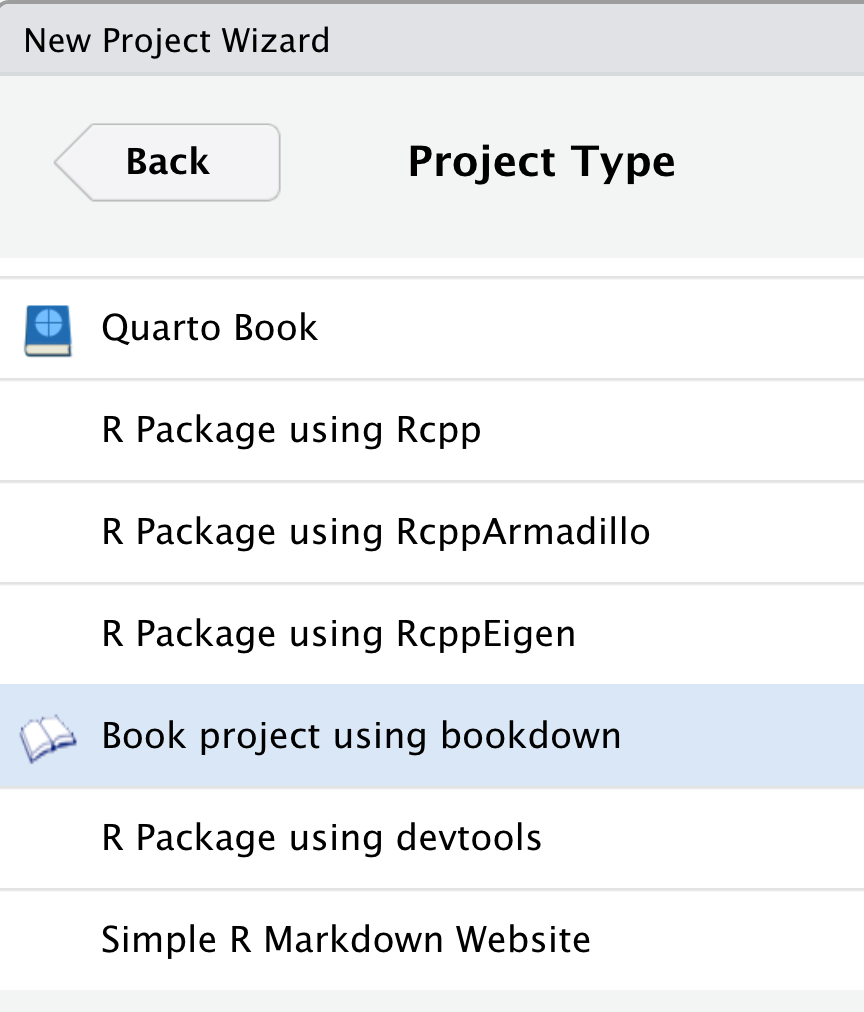 New Project Wizard
Back
Project Type
Quarto Book
R Package using Rcpp
R Package using RcppArmadillo
R Package using RcppEigen
Book project using bookdown
R Package using devtools
Simple R Markdown Website